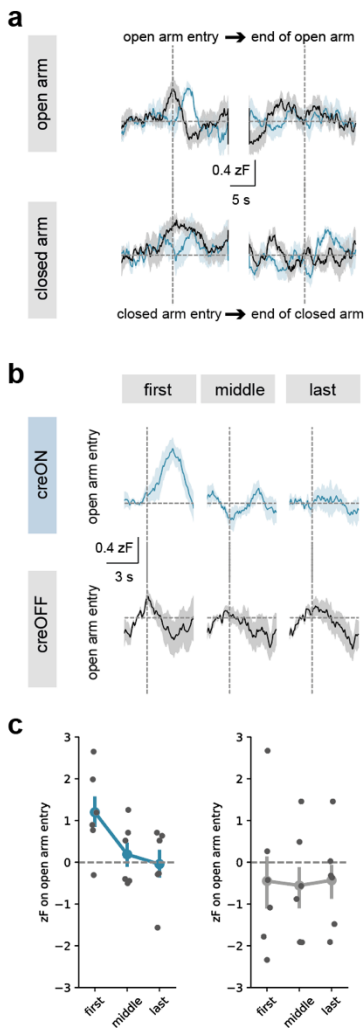 a
open arm entry → end of open arm
open arm
0.4 zF
5 s
closed arm
closed arm entry → end of closed arm
b
first middle last
creON
open arm entry
0.4 zF
3 s
creOFF
open arm entry
c
zF on open arm entry
3
2
1
0
−1
−2
−3
first middle last
zF on open arm entry
3
2
1
0
−1
−2
−3
first middle last